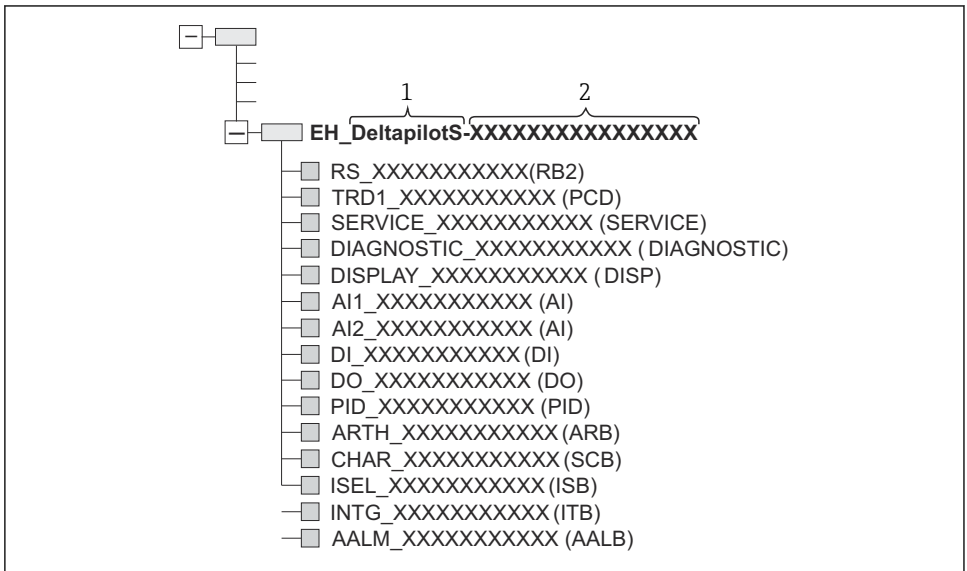 1 2
EH_DeltapilotS-XXXXXXXXXXXXXXXX
RS_XXXXXXXXXXX(RB2)
TRD1_XXXXXXXXXXX (PCD)
SERVICE_XXXXXXXXXXX (SERVICE)
DIAGNOSTIC_XXXXXXXXXXX ( DIAGNOSTIC)
DISPLAY_XXXXXXXXXXX ( DISP)
AI1_XXXXXXXXXXX (AI)
AI2_XXXXXXXXXXX (AI)
DI_XXXXXXXXXXX (DI)
DO_XXXXXXXXXXX (DO)
PID_XXXXXXXXXXX (PID)
ARTH_XXXXXXXXXXX (ARB)
CHAR_XXXXXXXXXXX (SCB)
ISEL_XXXXXXXXXXX (ISB)
INTG_XXXXXXXXXXX (ITB)
AALM_XXXXXXXXXXX (AALB)